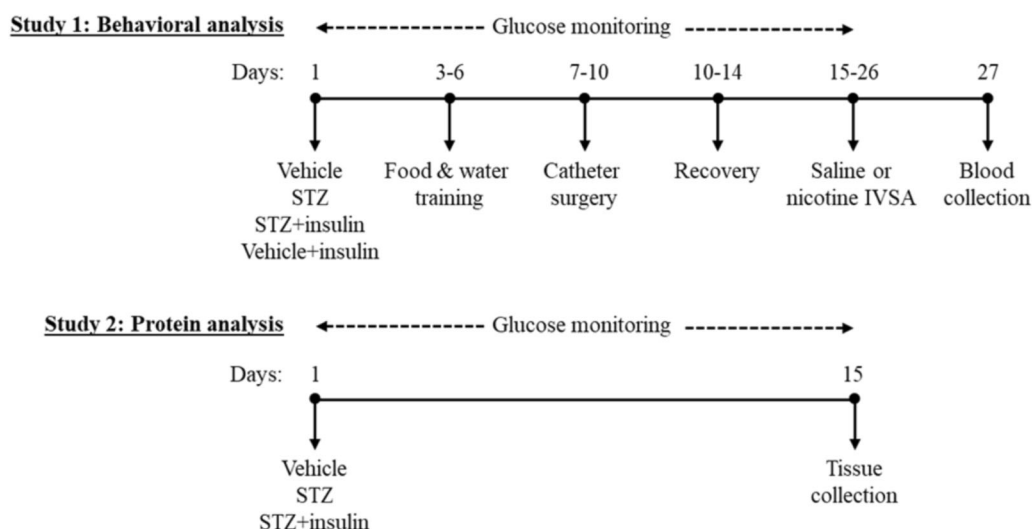 Study 1: Behavioral analysis
Glucose monitoring
Days: 1 3-6 7-10 10-14 15-26 27
Vehicle Food & water Catheter Recovery Saline or Blood
STZ training surgery nicotine IVSA collection
STZ+insulin
Vehicle+insulin
Study 2: Protein analysis
Glucose monitoring
Days: 1 15
Vehicle Tissue
STZ collection
STZ+insulin